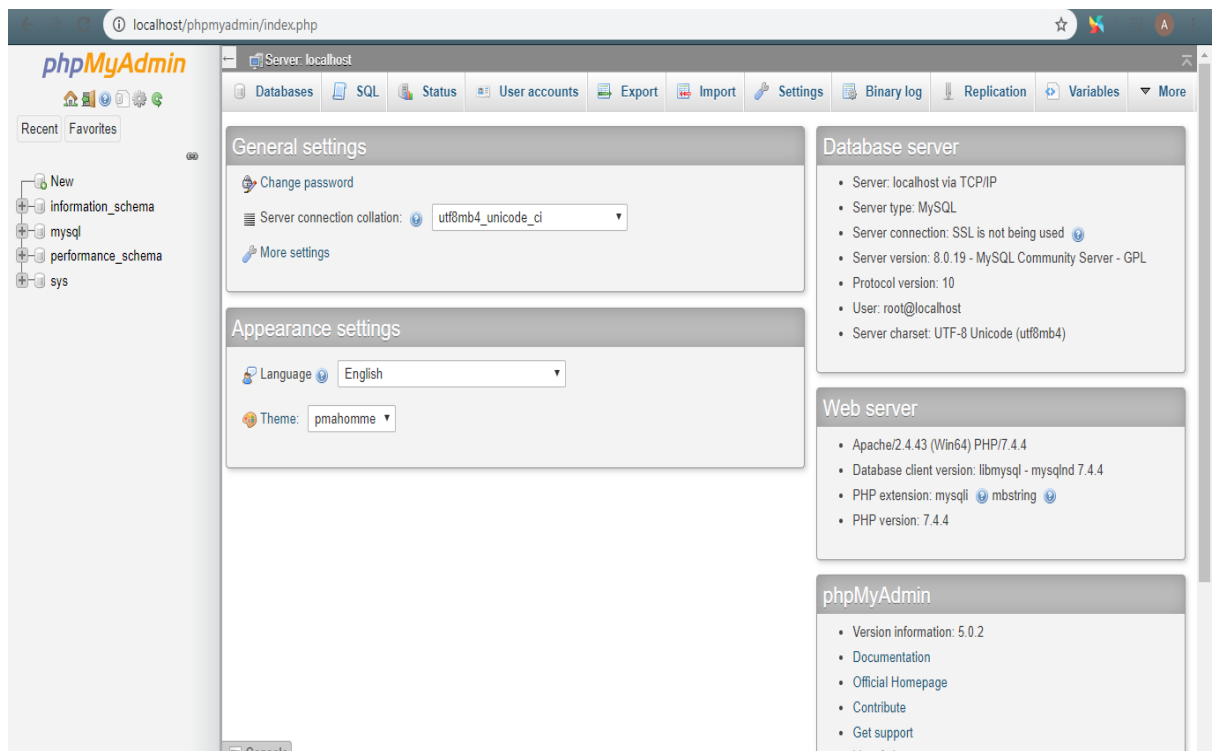 localhost/phpmyadmin/index.php
A
phpMyAdmin
Recent Favorites
New
information_schema
mysql
performance_schema
sys
Server: localhost
Databases SQL Status User accounts Export Import Settings Binary log Replication Variables More
General settings
Change password
Server connection collation: utf8mb4_unicode_ci
More settings
Appearance settings
Language English
Theme: pmahomme
Database server
Server: localhost via TCP/IP
Server type: MySQL
Server connection: SSL is not being used
Server version: 8.0.19 - MySQL Community Server - GPL
Protocol version: 10
User: root@localhost
Server charset: UTF-8 Unicode (utf8mb4)
Web server
Apache/2.4.43 (Win64) PHP/7.4.4
Database client version: libmysql - mysqlnd 7.4.4
PHP extension: mysqli mbstring
PHP version: 7.4.4
phpMyAdmin
Version information: 5.0.2
Documentation
Official Homepage
Contribute
Get support
Console